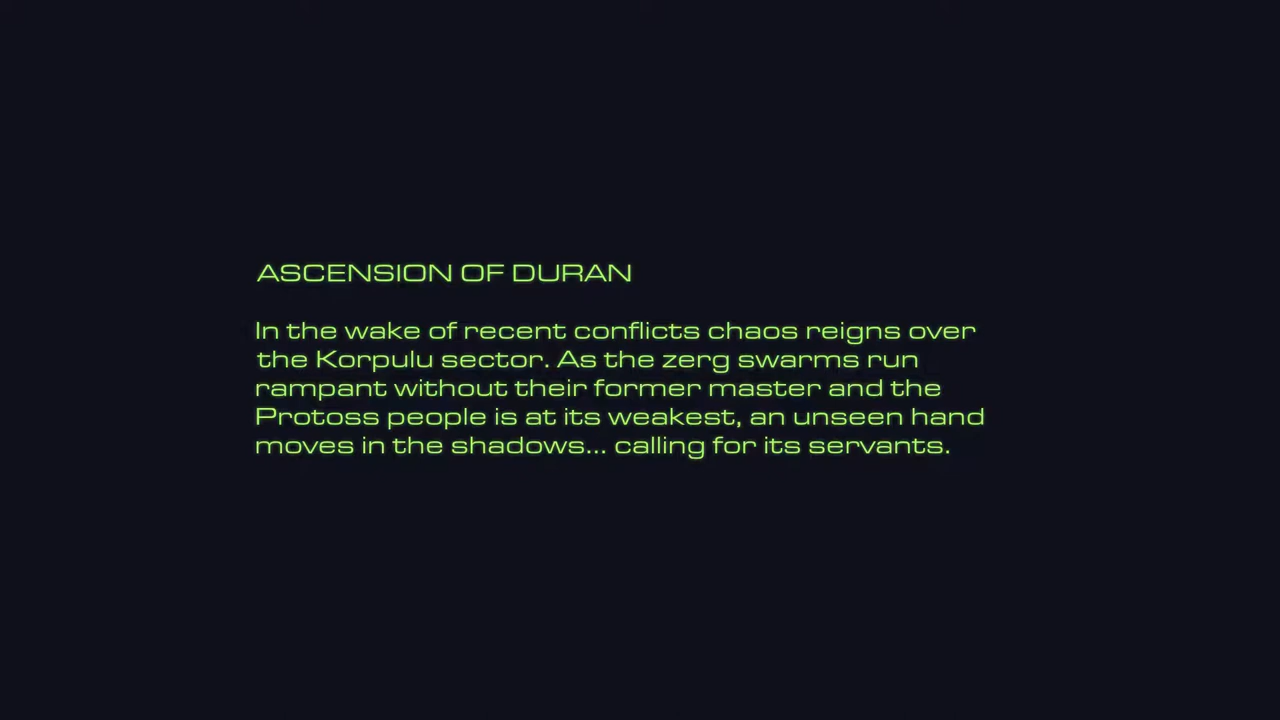 ASCENSION OF DURAN
In the wake of recent conflicts chaos reigns over
the Korpulu sector. As the zerg swarms run
rampant without their former master and the
Protoss people is at its weakest, an unseen hand
moves in the shadows... calling for its servants.